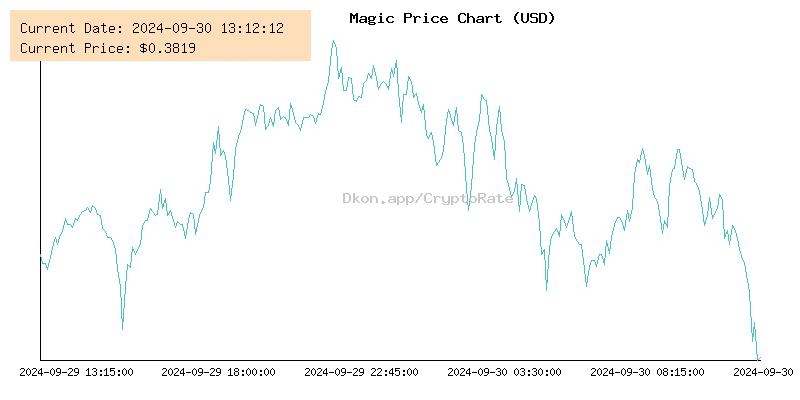 Magic Price Chart (USD)
Current Date: 2024-09-30 13:12:12
Current Price: $0.3819
Dkon.app/CryptoRate
2024-09-29 13:15:00 2024-09-29 18:00:00 2024-09-29 22:45:00 2024-09-30 03:30:00 2024-09-30 08:15:00 2024-09-30